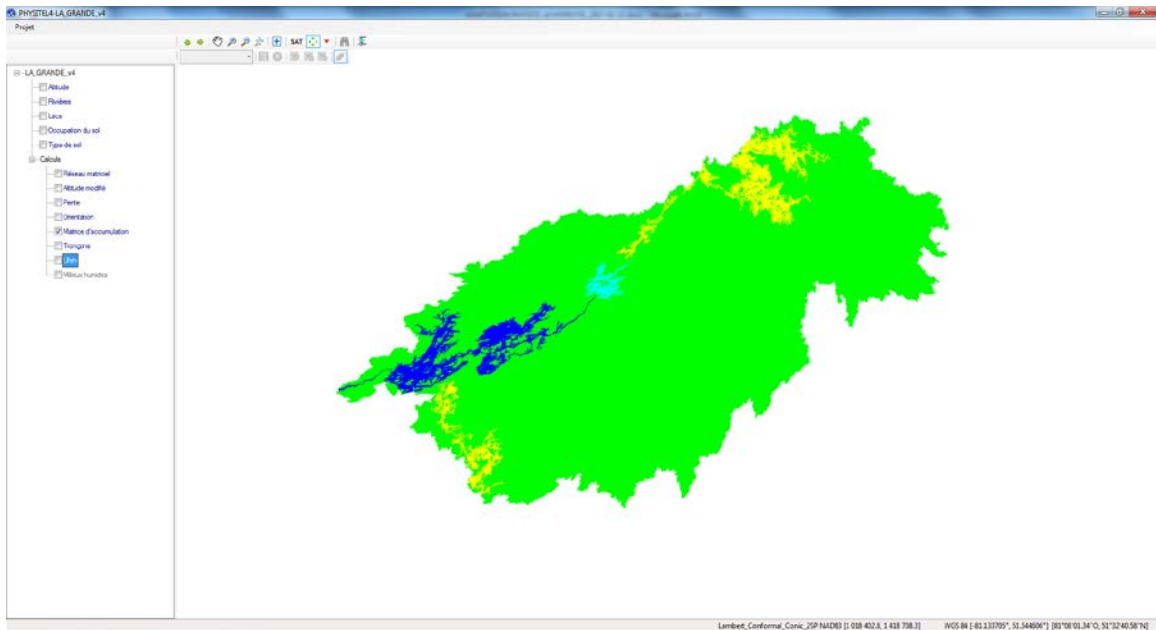 PHYSITEL4-LA_GRANDE_v4
Projet
SAT
LA_GRANDE_v4
Altitude
Rivières
Lacs
Occupation du sol
Type de sol
Calculs
Réseau matriciel
Altitude modifié
Pente
Orientation
Matrice d'accumulation
Tronçons
Uhrh
Milieux humides
Lambert_Conformal_Conic_2SP NAD83 [1 018 402.8, 1 418 738.3] WGS 84 [-81.133705°, 51.544606°] [81°08'01.34"O, 51°32'40.58"N]